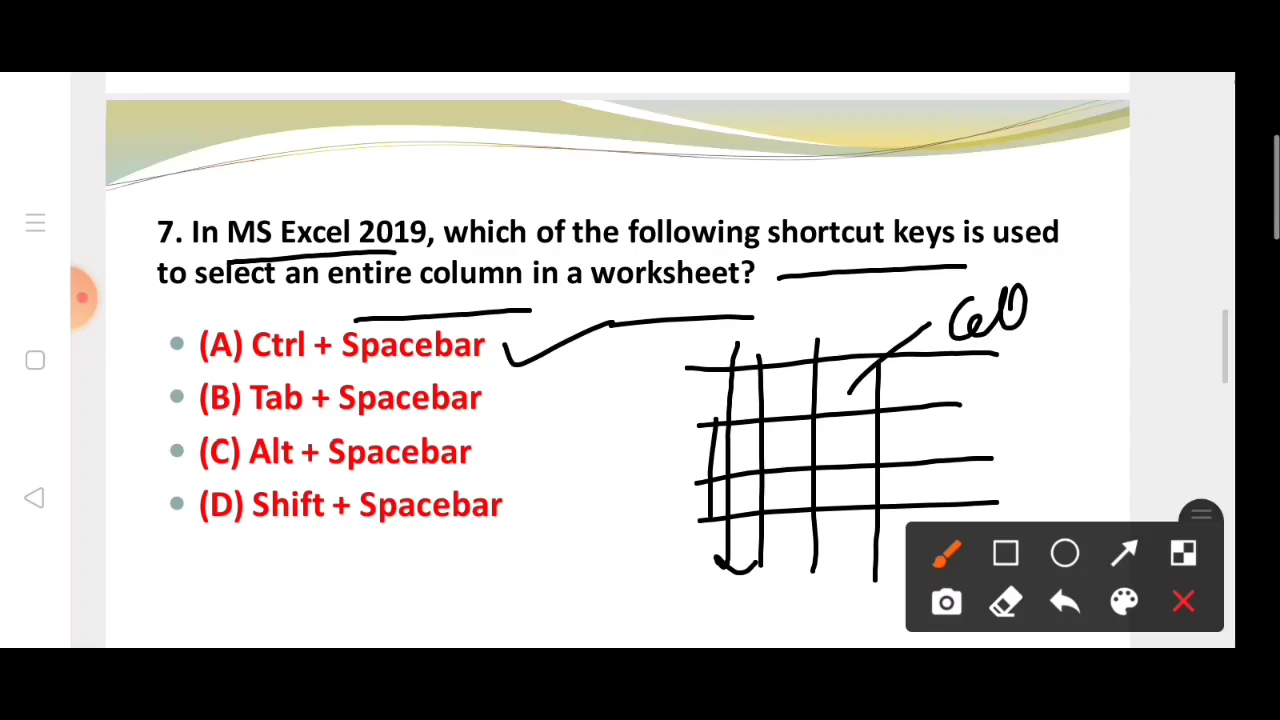 7. In MS Excel 2019, which of the following shortcut keys is used
to select an entire column in a worksheet?
(A) Ctrl + Spacebar
(B) Tab + Spacebar
(C) Alt + Spacebar
(D) Shift + Spacebar
Cell